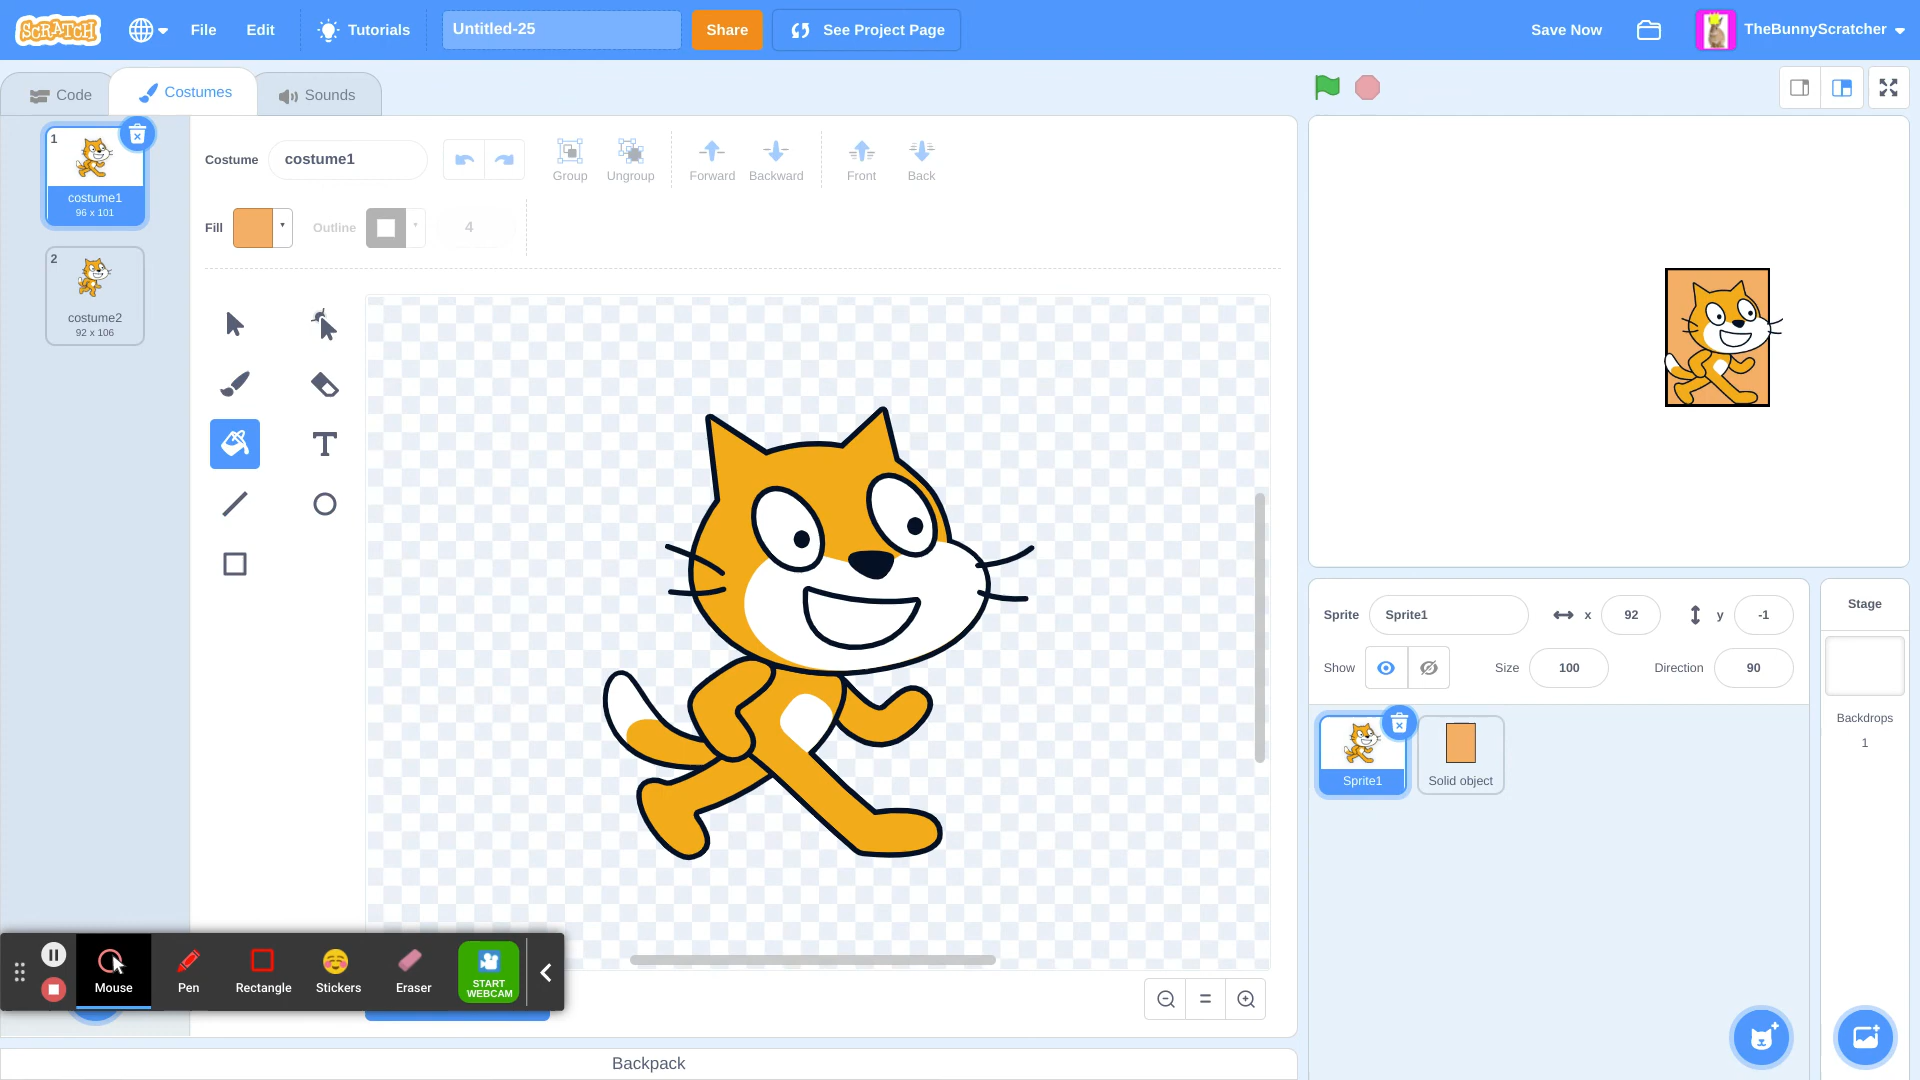 SCRATCH
File
Edit
Tutorials
Untitled-25
Share
See Project Page
Save Now
TheBunnyScratcher
Code
Costumes
Sounds
1
costume1
96 x 101
2
costume2
92 x 106
Costume
costume1
Group
Ungroup
Forward
Backward
Front
Back
Fill
Outline
4
T
Sprite
Sprite1
x
92
y
-1
Show
Size
100
Direction
90
Sprite1
Solid object
Stage
Backdrops
1
Mouse
Pen
Rectangle
Stickers
Eraser
START
WEBCAM
Backpack